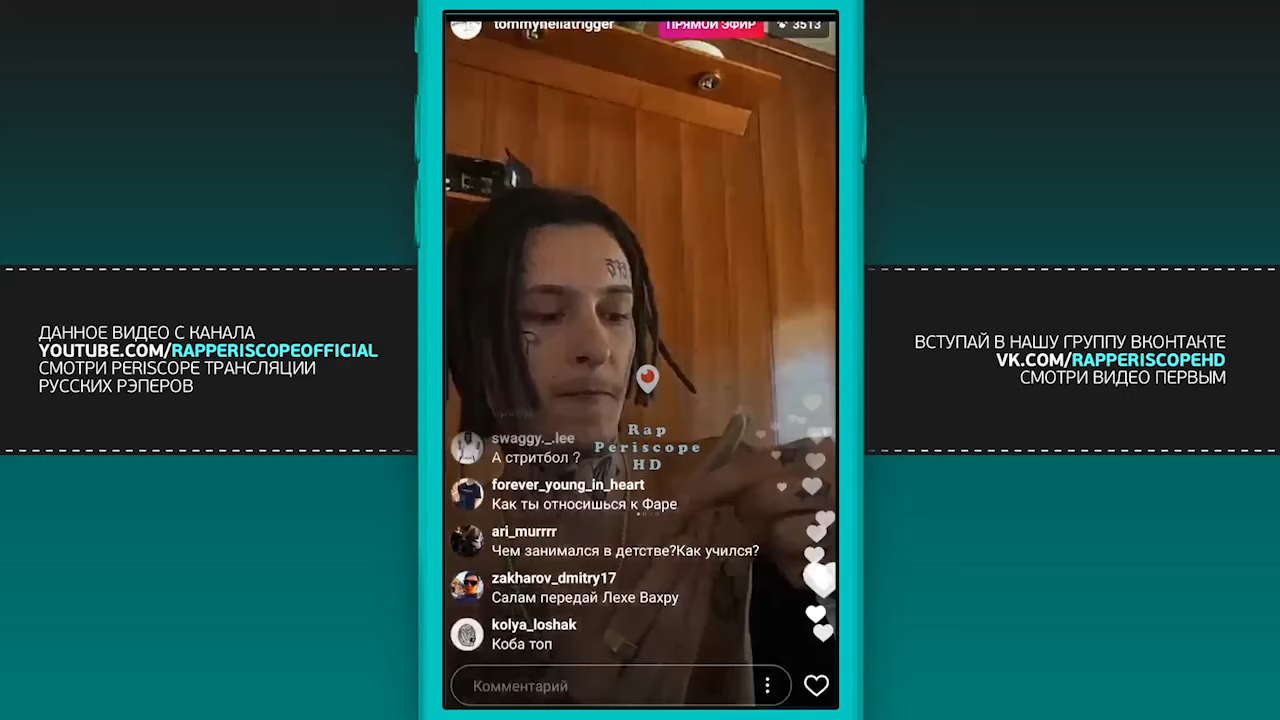 tommyhellatrigger
ПРЯМОЙ ЭФИР
3513
ДАННОЕ ВИДЕО С КАНАЛА
YOUTUBE.COM/RAPPERISCOPEOFFICIAL
СМОТРИ PERISCOPE ТРАНСЛЯЦИИ
РУССКИХ РЭПЕРОВ
ВСТУПАЙ В НАШУ ГРУППУ ВКОНТАКТЕ
VK.COM/RAPPERISCOPEHD
СМОТРИ ВИДЕО ПЕРВЫМ
Rap
Periscope
HD
swaggy._.lee
А стритбол ?
forever_young_in_heart
Как ты относишься к Фаре
ari_murrrr
Чем занимался в детстве?Как учился?
zakharov_dmitry17
Салам передай Лехе Вахру
kolya_loshak
Коба топ
Комментарий